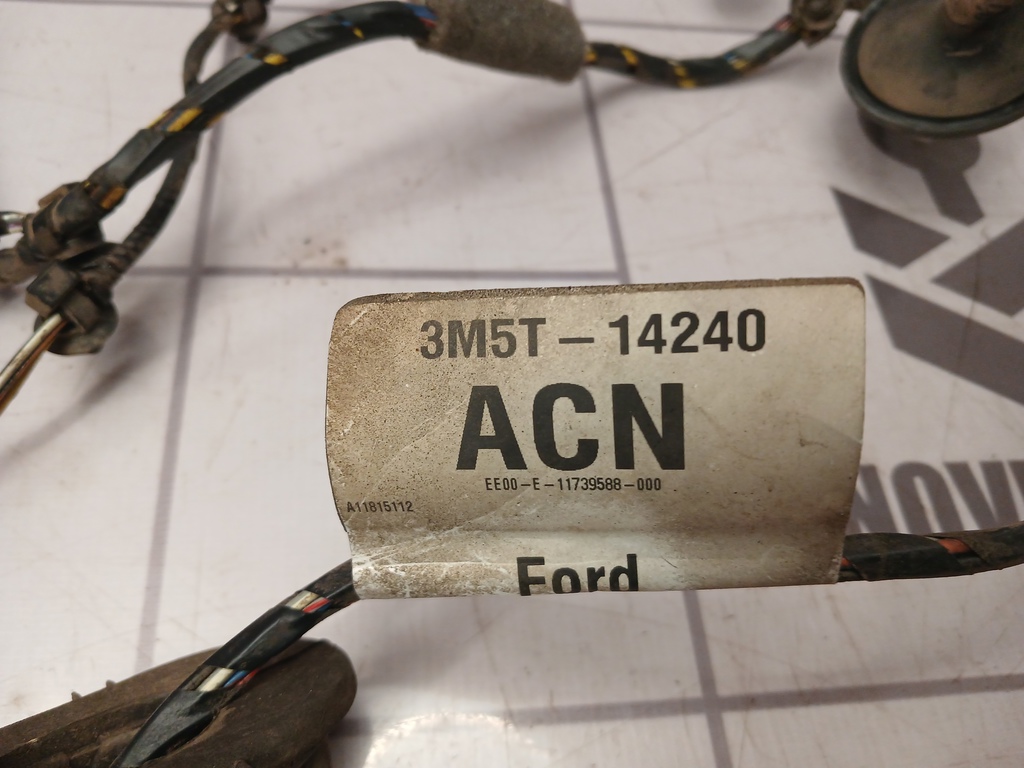 3M5T-14240
ACN
EE00-E-11739588-000
A11815112
Ford